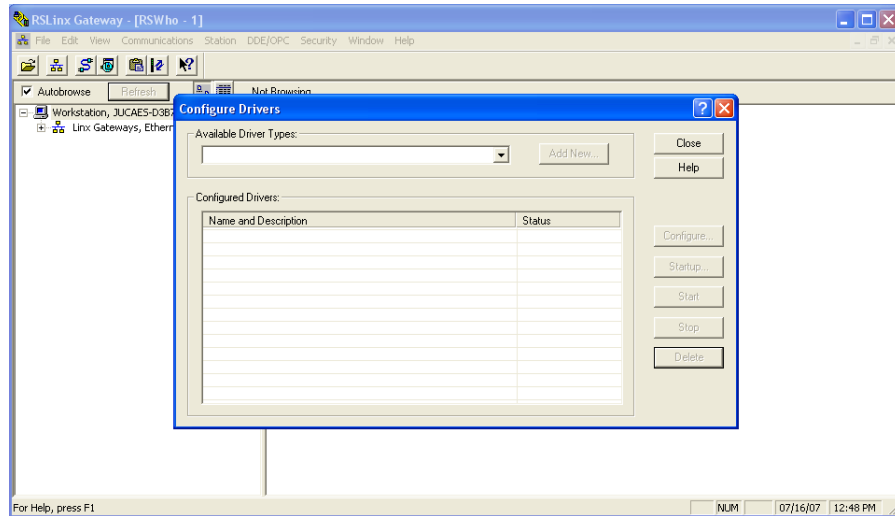 RSLinx Gateway - [RSWho - 1]
File Edit View Communications Station DDE/OPC Security Window Help
Autobrowse Refresh Not Browsing
Workstation, JUCAES-D3B7
Linx Gateways, Ethern
Configure Drivers
Available Driver Types:
Add New...
Close
Help
Configured Drivers:
Name and Description Status
Configure...
Startup...
Start
Stop
Delete
For Help, press F1 NUM 07/16/07 12:48 PM